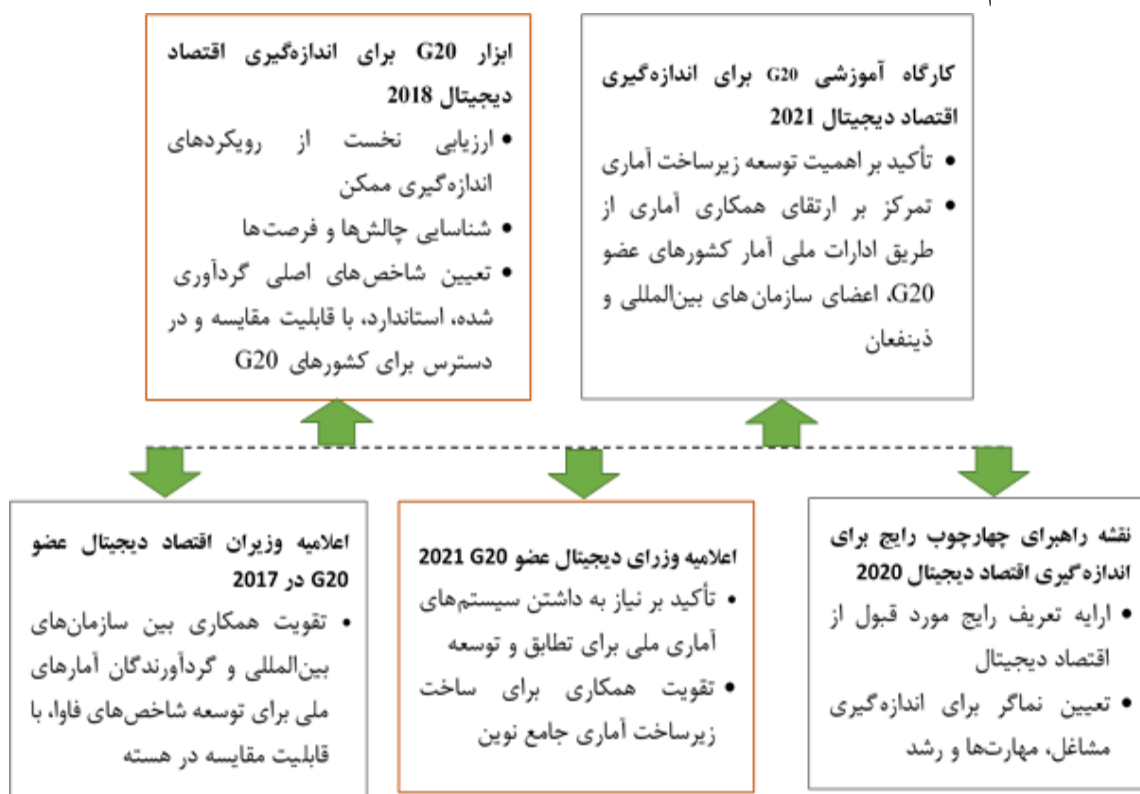 ابزار G20 برای اندازه‌گیری اقتصاد
دیجیتال 2018
• ارزیابی نخست از رویکردهای
اندازه‌گیری ممکن
• شناسایی چالش‌ها و فرصت‌ها
• تعیین شاخص‌های اصلی گردآوری
شده، استاندارد، با قابلیت مقایسه و در
دسترس برای کشورهای G20
کارگاه آموزشی G20 برای اندازه‌گیری
اقتصاد دیجیتال 2021
• تأکید بر اهمیت توسعه زیرساخت آماری
• تمرکز بر ارتقای همکاری آماری از
طریق ادارات ملی آمار کشورهای عضو
G20، اعضای سازمان‌های بین‌المللی و
ذینفعان
اعلامیه وزیران اقتصاد دیجیتال عضو
G20 در 2017
• تقویت همکاری بین سازمان‌های
بین‌المللی و گردآورندگان آمارهای
ملی برای توسعه شاخص‌های فاوا، با
قابلیت مقایسه در هسته
اعلامیه وزرای دیجیتال عضو G20 2021
• تأکید بر نیاز به داشتن سیستم‌های
آماری ملی برای تطابق و توسعه
• تقویت همکاری برای ساخت
زیرساخت آماری جامع نوین
نقشه راهبرای چهارچوب رایج برای
اندازه‌گیری اقتصاد دیجیتال 2020
• ارایه تعریف رایج مورد قبول از
اقتصاد دیجیتال
• تعیین نماگر برای اندازه‌گیری
مشاغل، مهارت‌ها و رشد